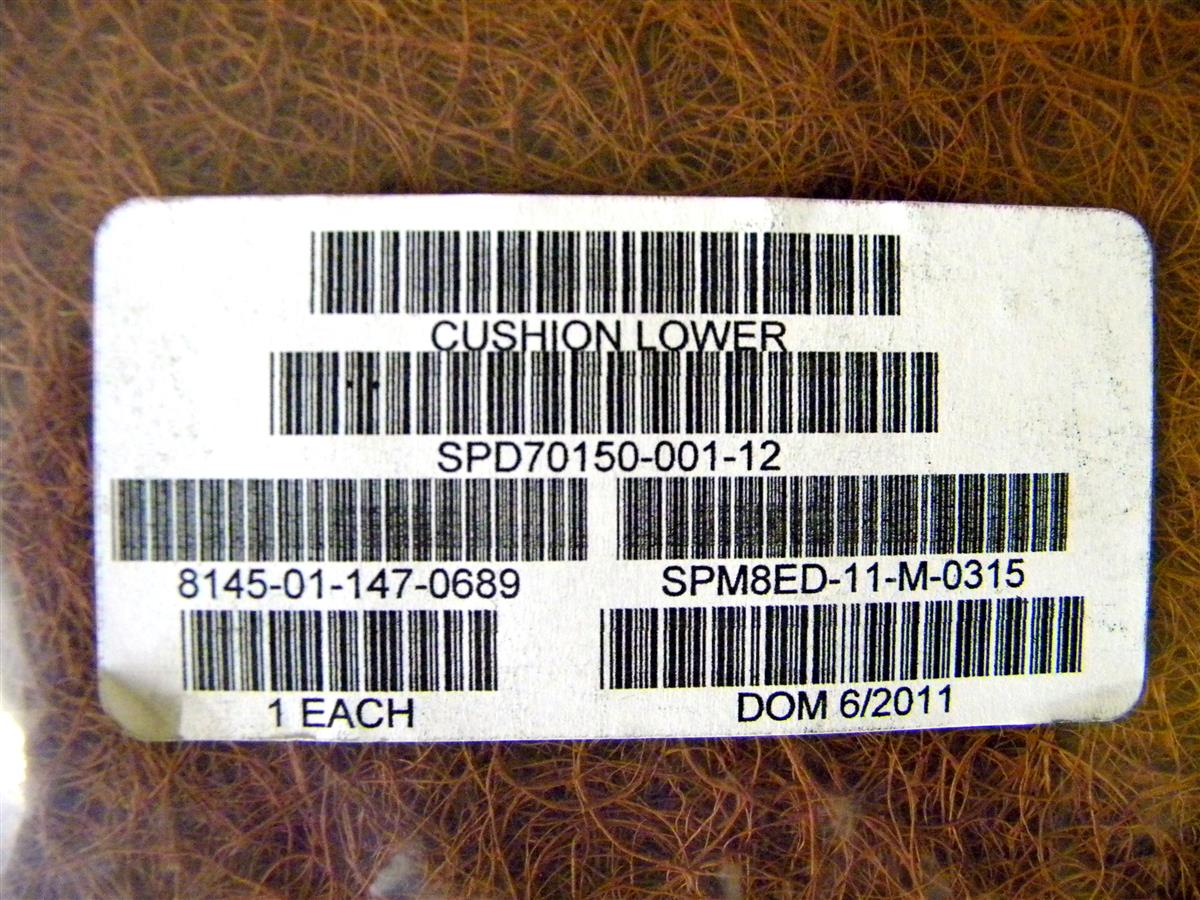 CUSHION LOWER
SPD70150-001-12
8145-01-147-0689 SPM8ED-11-M-0315
1 EACH DOM 6/2011